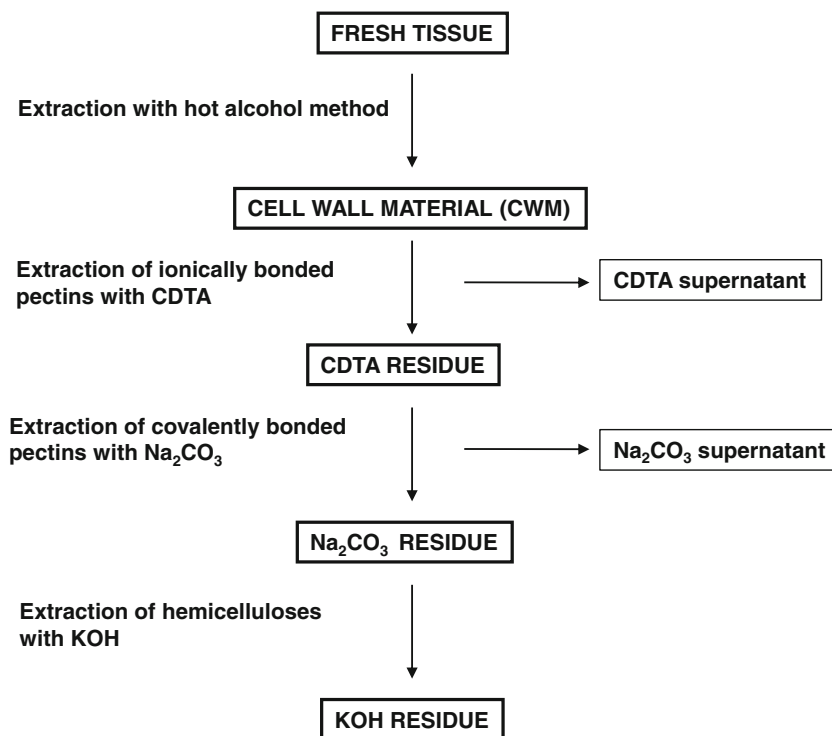 FRESH TISSUE
Extraction with hot alcohol method
CELL WALL MATERIAL (CWM)
Extraction of ionically bonded
pectins with CDTA
CDTA supernatant
CDTA RESIDUE
Extraction of covalently bonded
pectins with Na₂CO₃
Na₂CO₃ supernatant
Na₂CO₃ RESIDUE
Extraction of hemicelluloses
with KOH
KOH RESIDUE